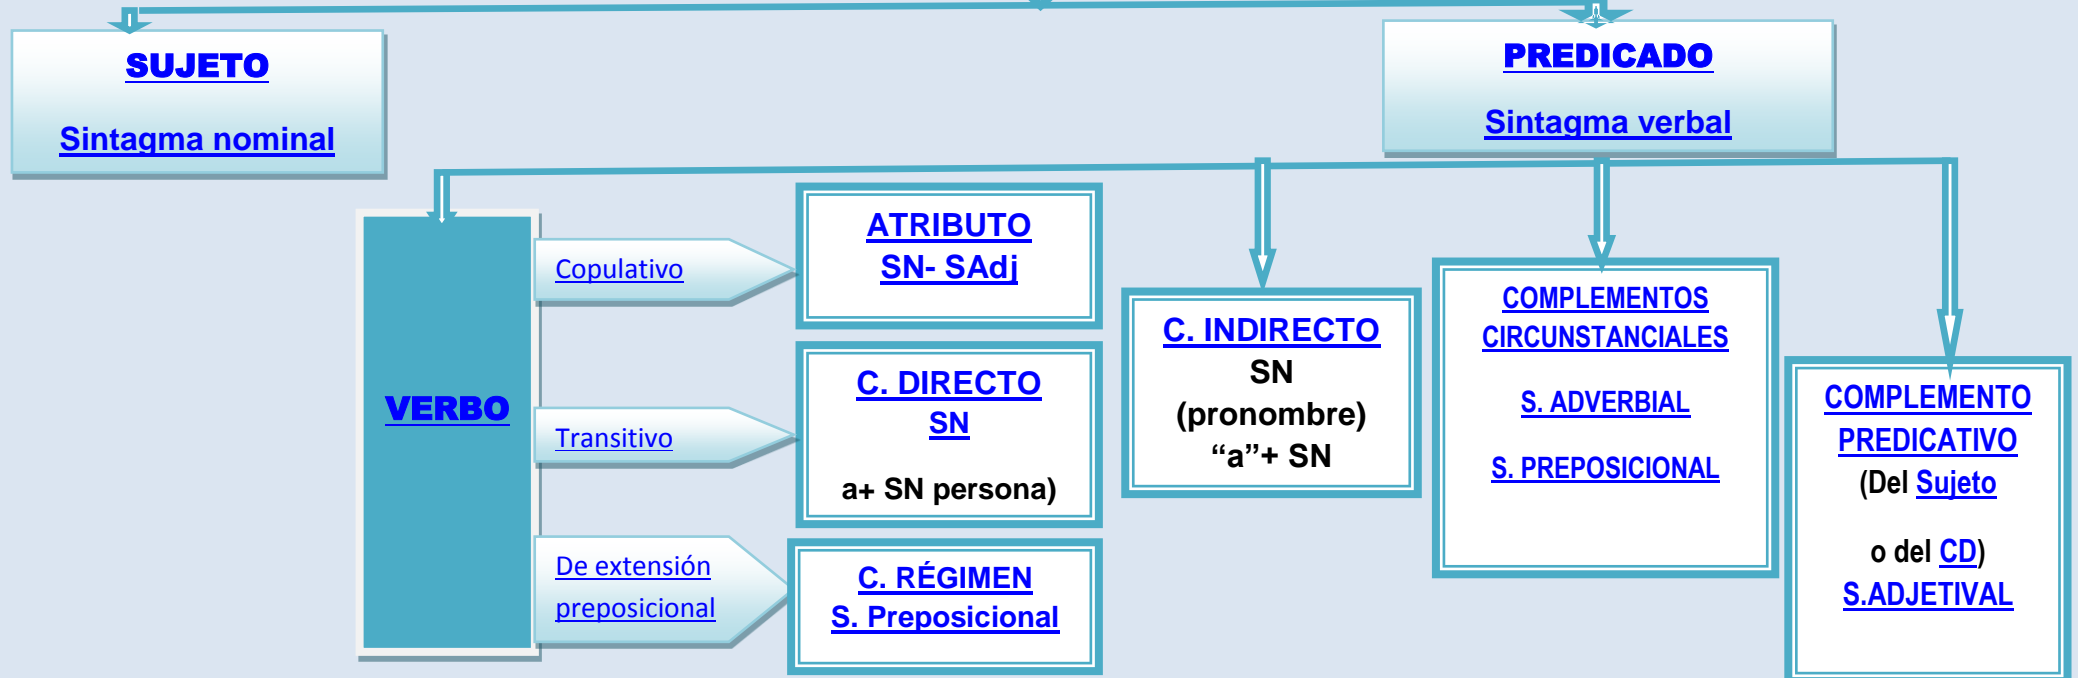 SUJETO
Sintagma nominal
PREDICADO
Sintagma verbal
VERBO
Copulativo
ATRIBUTO
SN- SAdj
Transitivo
C. DIRECTO
SN
a+ SN persona)
De extensión
preposicional
C. RÉGIMEN
S. Preposicional
C. INDIRECTO
SN
(pronombre)
“a”+ SN
COMPLEMENTOS
CIRCUNSTANCIALES
S. ADVERBIAL
S. PREPOSICIONAL
COMPLEMENTO
PREDICATIVO
(Del Sujeto
o del CD)
S.ADJETIVAL